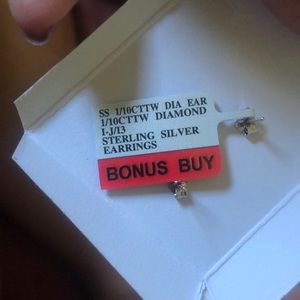 SS 1/10CTTW DIA EAR
1/10CTTW DIAMOND
I-J/I3
STERLING SILVER
EARRINGS
BONUS BUY